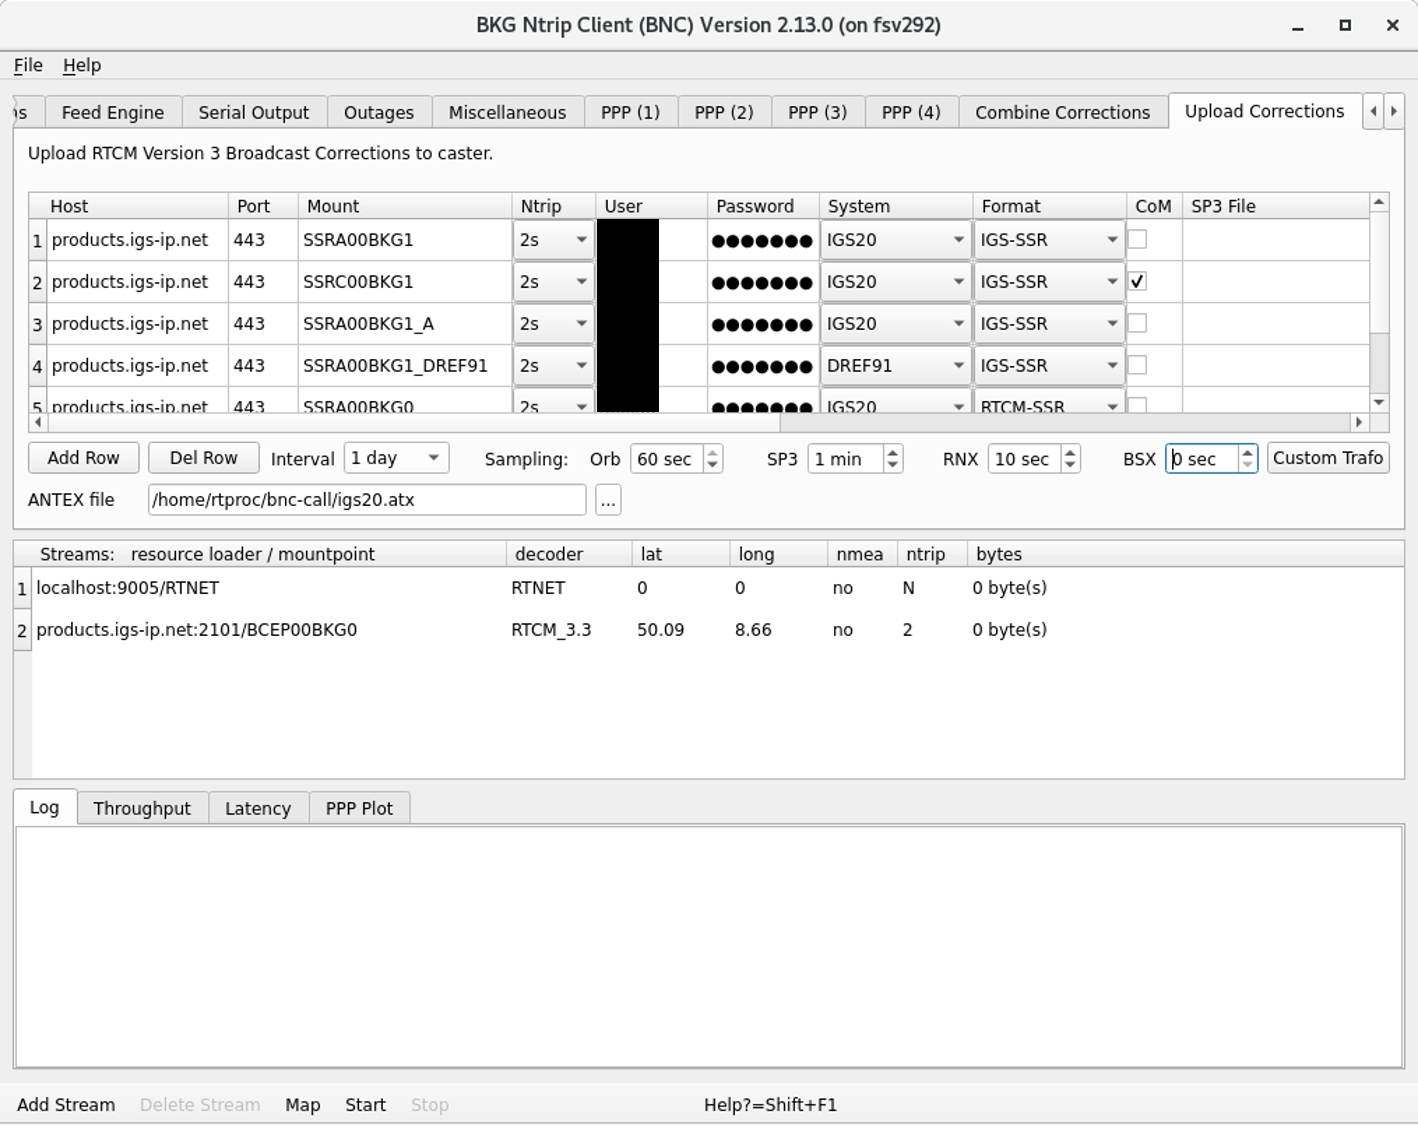 BKG Ntrip Client (BNC) Version 2.13.0 (on fsv292)
File Help
ns Feed Engine Serial Output Outages Miscellaneous PPP (1) PPP (2) PPP (3) PPP (4) Combine Corrections Upload Corrections
Upload RTCM Version 3 Broadcast Corrections to caster.
Host Port Mount Ntrip User Password System Format CoM SP3 File
1 products.igs-ip.net 443 SSRA00BKG1 2s ●●●●●●● IGS20 IGS-SSR
2 products.igs-ip.net 443 SSRC00BKG1 2s ●●●●●●● IGS20 IGS-SSR
3 products.igs-ip.net 443 SSRA00BKG1_A 2s ●●●●●●● IGS20 IGS-SSR
4 products.igs-ip.net 443 SSRA00BKG1_DREF91 2s ●●●●●●● DREF91 IGS-SSR
5 products.igs-ip.net 443 SSRA00BKG0 2s ●●●●●●● IGS20 RTCM-SSR
Add Row Del Row Interval 1 day Sampling: Orb 60 sec SP3 1 min RNX 10 sec BSX 0 sec Custom Trafo
ANTEX file /home/rtproc/bnc-call/igs20.atx ...
Streams: resource loader / mountpoint decoder lat long nmea ntrip bytes
1 localhost:9005/RTNET RTNET 0 0 no N 0 byte(s)
2 products.igs-ip.net:2101/BCEP00BKG0 RTCM_3.3 50.09 8.66 no 2 0 byte(s)
Log Throughput Latency PPP Plot
Add Stream Delete Stream Map Start Stop Help?=Shift+F1